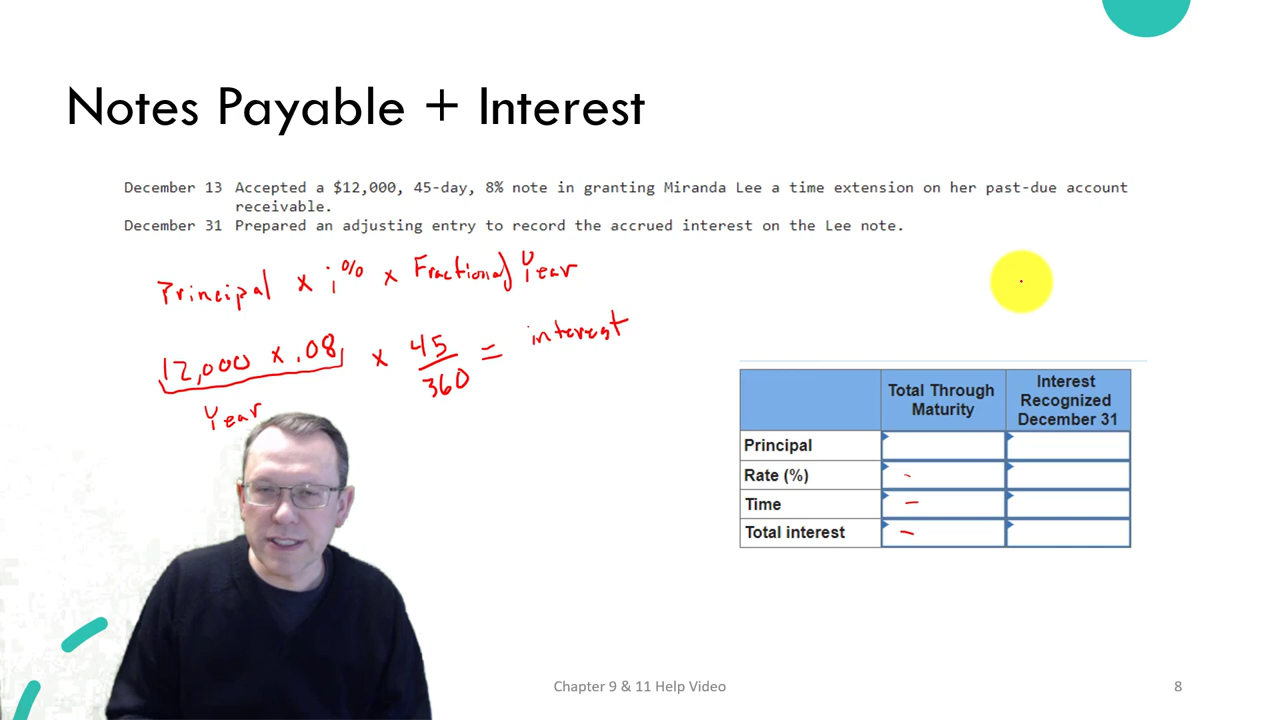 Notes Payable + Interest
December 13 Accepted a $12,000, 45-day, 8% note in granting Miranda Lee a time extension on her past-due account
receivable.
December 31 Prepared an adjusting entry to record the accrued interest on the Lee note.
Principal x i% x Fractional Year
12,000 x .08 x 45/360 = interest
Year
Total Through Maturity
Interest Recognized December 31
Principal
Rate (%)
Time
Total interest
Chapter 9 & 11 Help Video
8